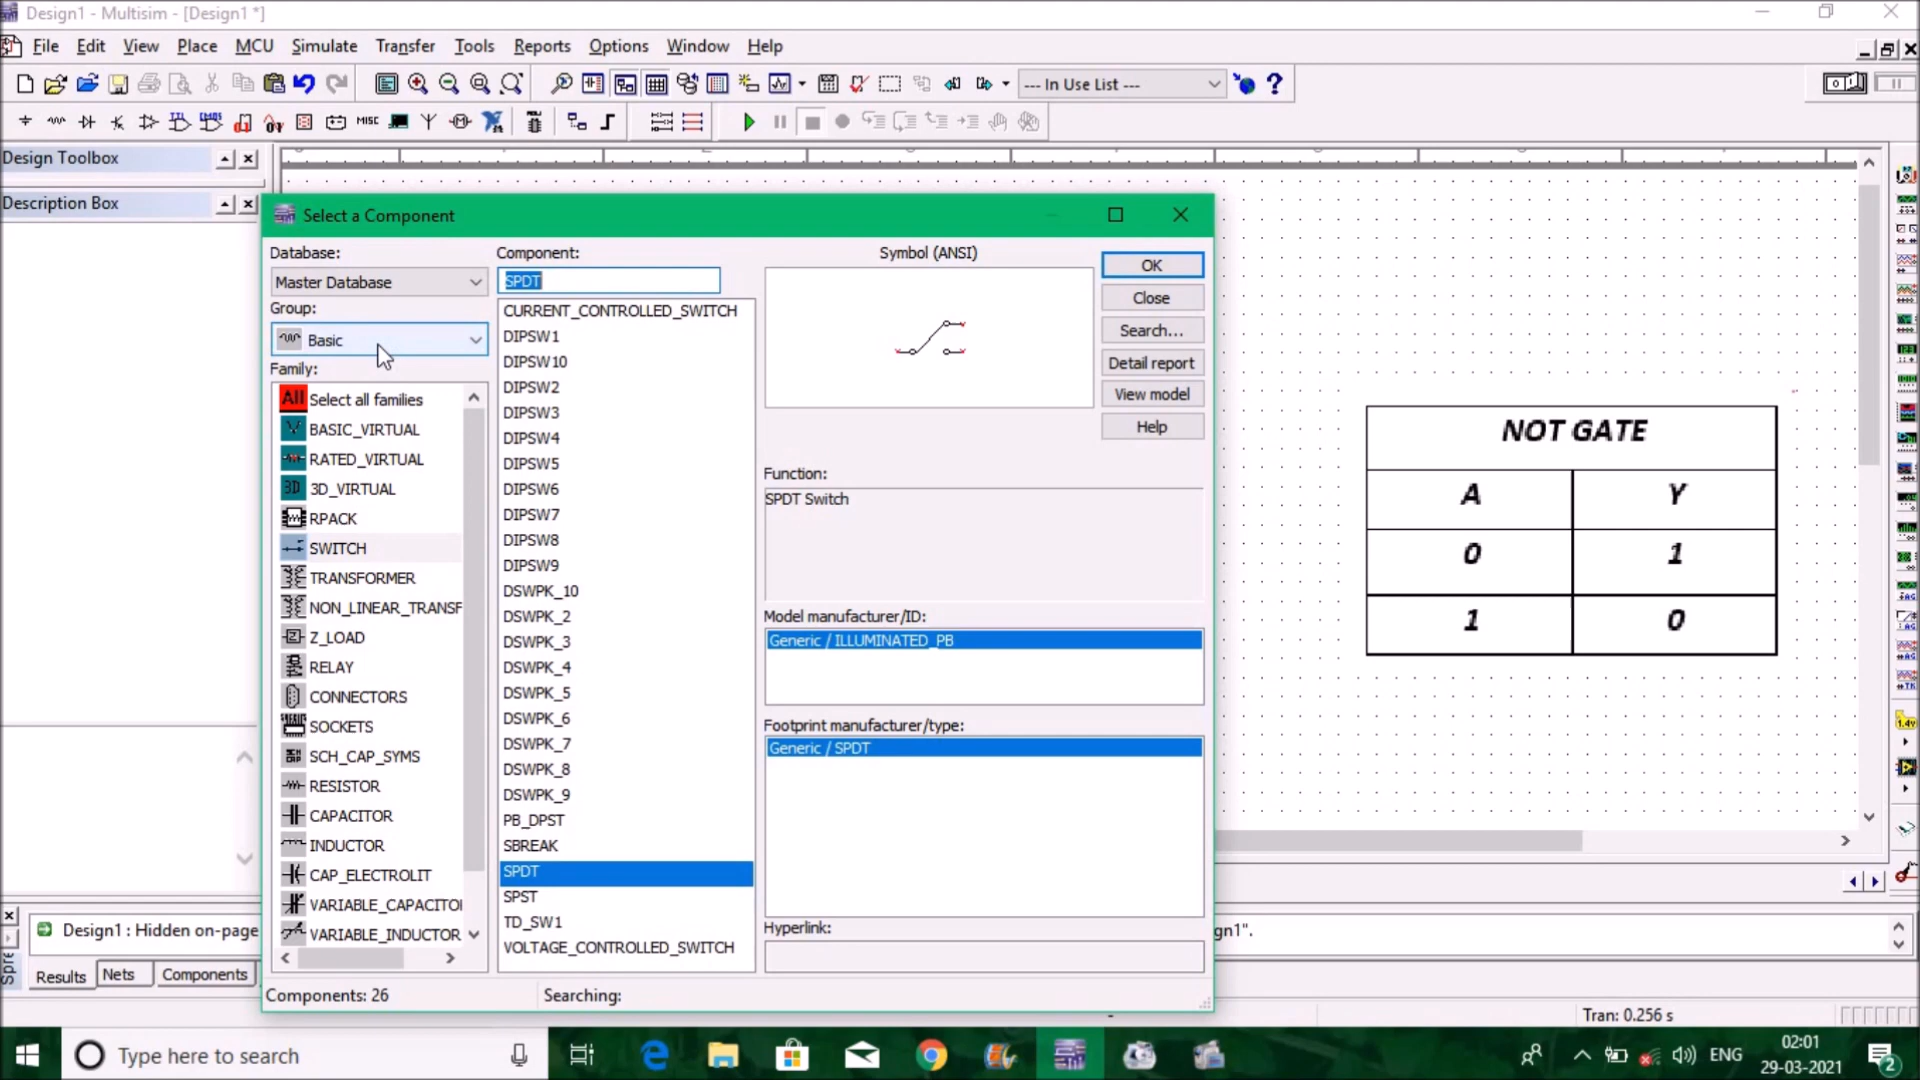 Design1 - Multisim - [Design1 *]
File Edit View Place MCU Simulate Transfer Tools Reports Options Window Help
--- In Use List ---
MISC
Design Toolbox
Description Box
Select a Component
Database:
Master Database
Group:
Basic
Family:
All Select all families
BASIC_VIRTUAL
RATED_VIRTUAL
3D 3D_VIRTUAL
RPACK
SWITCH
TRANSFORMER
NON_LINEAR_TRANSF
Z_LOAD
RELAY
CONNECTORS
SOCKETS
SCH_CAP_SYMS
RESISTOR
CAPACITOR
INDUCTOR
CAP_ELECTROLIT
VARIABLE_CAPACITO
VARIABLE_INDUCTOR
Component:
SPDT
CURRENT_CONTROLLED_SWITCH
DIPSW1
DIPSW10
DIPSW2
DIPSW3
DIPSW4
DIPSW5
DIPSW6
DIPSW7
DIPSW8
DIPSW9
DSWPK_10
DSWPK_2
DSWPK_3
DSWPK_4
DSWPK_5
DSWPK_6
DSWPK_7
DSWPK_8
DSWPK_9
PB_DPST
SBREAK
SPDT
SPST
TD_SW1
VOLTAGE_CONTROLLED_SWITCH
Symbol (ANSI)
OK
Close
Search...
Detail report
View model
Help
Function:
SPDT Switch
Model manufacturer/ID:
Generic / ILLUMINATED_PB
Footprint manufacturer/type:
Generic / SPDT
Hyperlink:
Components: 26 Searching:
NOT GATE
A Y
0 1
1 0
Design1 : Hidden on-page
gn1".
Spre
Results Nets Components
Tran: 0.256 s
Type here to search
ENG
02:01
29-03-2021
2